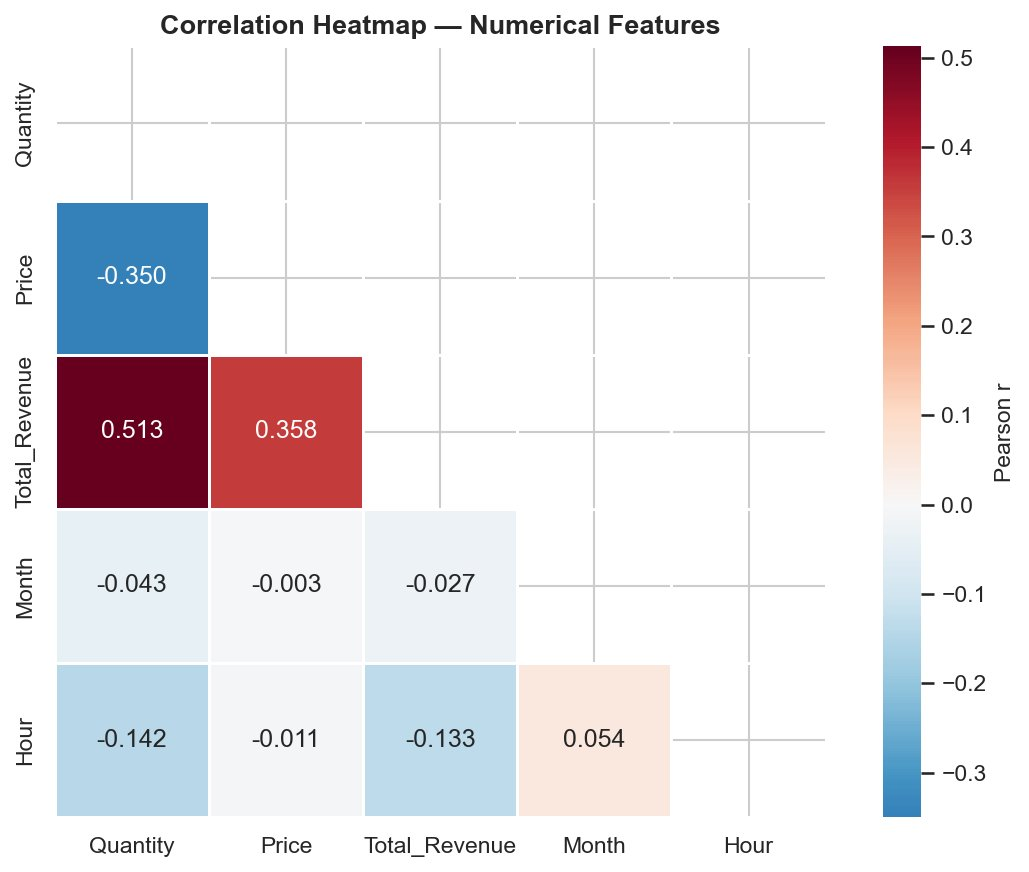 Correlation Heatmap — Numerical Features
Quantity
Price
Total_Revenue
Month
Hour
-0.350
0.513 0.358
-0.043 -0.003 -0.027
-0.142 -0.011 -0.133 0.054
Quantity Price Total_Revenue Month Hour
0.5
0.4
0.3
0.2
0.1
0.0
−0.1
−0.2
−0.3
Pearson r